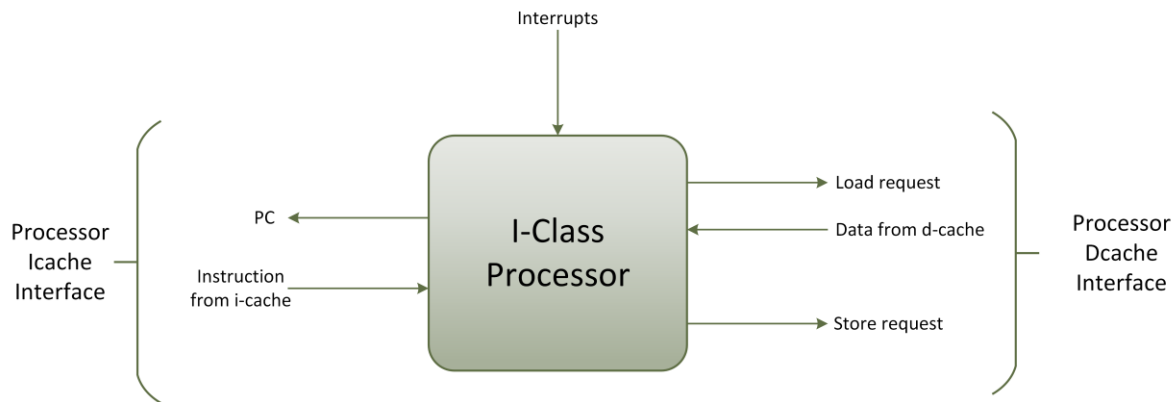 Interrupts
Processor
Icache
Interface
PC
Instruction
from i-cache
I-Class
Processor
Load request
Data from d-cache
Store request
Processor
Dcache
Interface